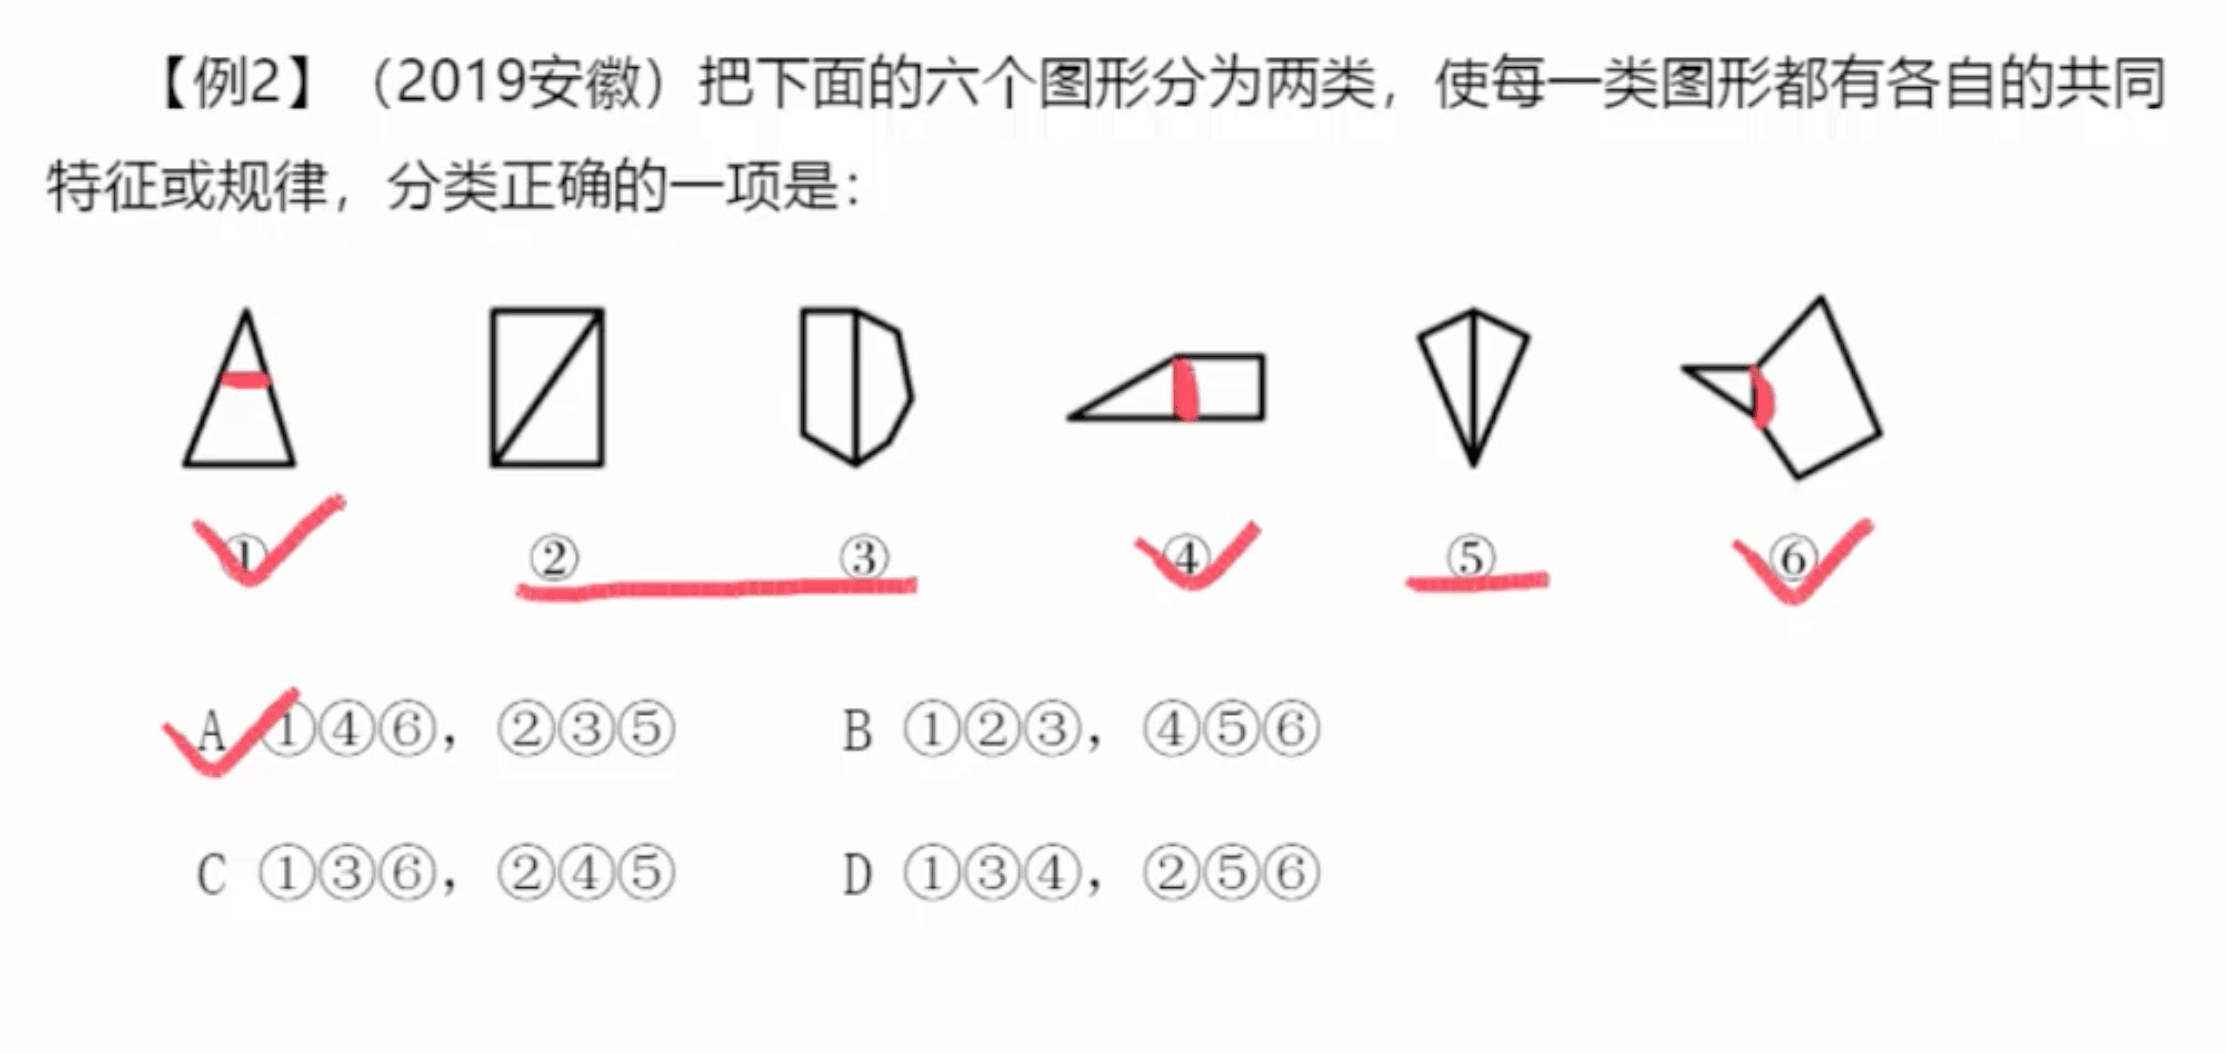 【例2】（2019安徽）把下面的六个图形分为两类，使每一类图形都有各自的共同
特征或规律，分类正确的一项是：
① ② ③ ④ ⑤ ⑥
A ①④⑥，②③⑤ B ①②③，④⑤⑥
C ①③⑥，②④⑤ D ①③④，②⑤⑥